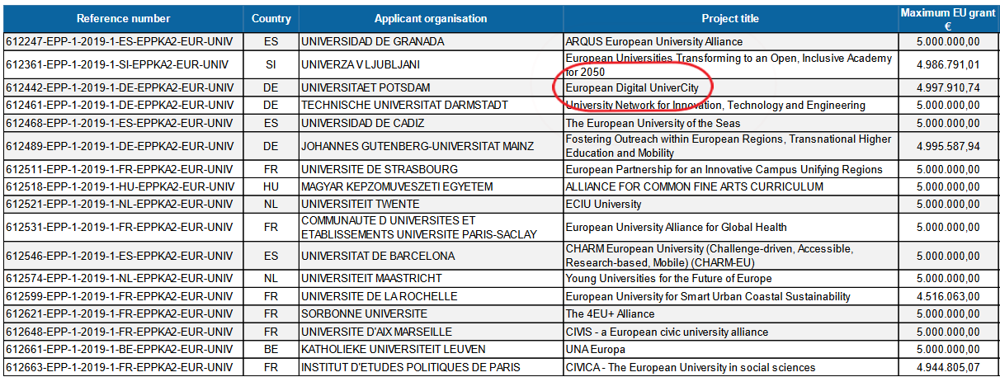 Reference number Country Applicant organisation Project title Maximum EU grant €
612247-EPP-1-2019-1-ES-EPPKA2-EUR-UNIV ES UNIVERSIDAD DE GRANADA ARQUS European University Alliance 5.000.000,00
612361-EPP-1-2019-1-SI-EPPKA2-EUR-UNIV SI UNIVERZA V LJUBLJANI European Universities Transforming to an Open, Inclusive Academy for 2050 4.986.791,01
612442-EPP-1-2019-1-DE-EPPKA2-EUR-UNIV DE UNIVERSITAET POTSDAM European Digital UniverCity 4.997.910,74
612461-EPP-1-2019-1-DE-EPPKA2-EUR-UNIV DE TECHNISCHE UNIVERSITAT DARMSTADT University Network for Innovation, Technology and Engineering 5.000.000,00
612468-EPP-1-2019-1-ES-EPPKA2-EUR-UNIV ES UNIVERSIDAD DE CADIZ The European University of the Seas 5.000.000,00
612489-EPP-1-2019-1-DE-EPPKA2-EUR-UNIV DE JOHANNES GUTENBERG-UNIVERSITAT MAINZ Fostering Outreach within European Regions, Transnational Higher Education and Mobility 4.995.587,94
612511-EPP-1-2019-1-FR-EPPKA2-EUR-UNIV FR UNIVERSITE DE STRASBOURG European Partnership for an Innovative Campus Unifying Regions 5.000.000,00
612518-EPP-1-2019-1-HU-EPPKA2-EUR-UNIV HU MAGYAR KEPZOMUVESZETI EGYETEM ALLIANCE FOR COMMON FINE ARTS CURRICULUM 5.000.000,00
612521-EPP-1-2019-1-NL-EPPKA2-EUR-UNIV NL UNIVERSITEIT TWENTE ECIU University 5.000.000,00
612531-EPP-1-2019-1-FR-EPPKA2-EUR-UNIV FR COMMUNAUTE D UNIVERSITES ET ETABLISSEMENTS UNIVERSITE PARIS-SACLAY European University Alliance for Global Health 5.000.000,00
612546-EPP-1-2019-1-ES-EPPKA2-EUR-UNIV ES UNIVERSITAT DE BARCELONA CHARM European University (Challenge-driven, Accessible, Research-based, Mobile) (CHARM-EU) 5.000.000,00
612574-EPP-1-2019-1-NL-EPPKA2-EUR-UNIV NL UNIVERSITEIT MAASTRICHT Young Universities for the Future of Europe 5.000.000,00
612599-EPP-1-2019-1-FR-EPPKA2-EUR-UNIV FR UNIVERSITE DE LA ROCHELLE European University for Smart Urban Coastal Sustainability 4.516.063,00
612621-EPP-1-2019-1-FR-EPPKA2-EUR-UNIV FR SORBONNE UNIVERSITE The 4EU+ Alliance 5.000.000,00
612648-EPP-1-2019-1-FR-EPPKA2-EUR-UNIV FR UNIVERSITE D'AIX MARSEILLE CIVIS - a European civic university alliance 5.000.000,00
612661-EPP-1-2019-1-BE-EPPKA2-EUR-UNIV BE KATHOLIEKE UNIVERSITEIT LEUVEN UNA Europa 5.000.000,00
612663-EPP-1-2019-1-FR-EPPKA2-EUR-UNIV FR INSTITUT D'ETUDES POLITIQUES DE PARIS CIVICA - The European University in social sciences 4.944.805,07